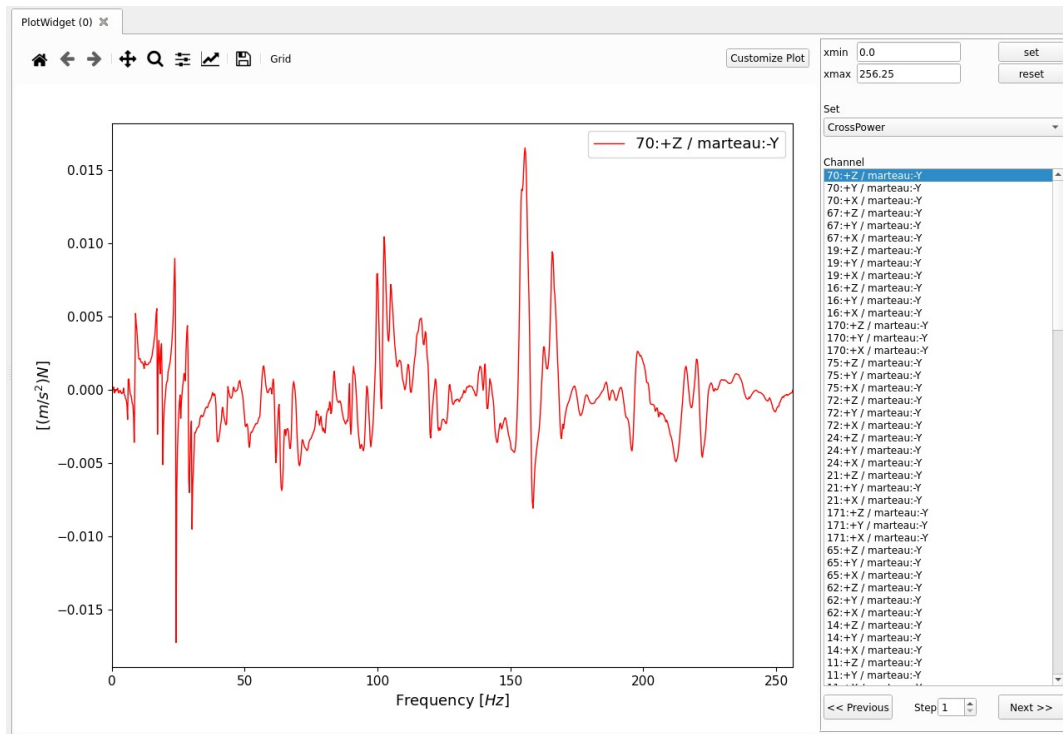 PlotWidget (0)
Grid
Customize Plot
xmin 0.0 set
xmax 256.25 reset
Set
CrossPower
Channel
70:+Z / marteau:-Y
70:+Y / marteau:-Y
70:+X / marteau:-Y
67:+Z / marteau:-Y
67:+Y / marteau:-Y
67:+X / marteau:-Y
19:+Z / marteau:-Y
19:+Y / marteau:-Y
19:+X / marteau:-Y
16:+Z / marteau:-Y
16:+Y / marteau:-Y
16:+X / marteau:-Y
170:+Z / marteau:-Y
170:+Y / marteau:-Y
170:+X / marteau:-Y
75:+Z / marteau:-Y
75:+Y / marteau:-Y
75:+X / marteau:-Y
72:+Z / marteau:-Y
72:+Y / marteau:-Y
72:+X / marteau:-Y
24:+Z / marteau:-Y
24:+Y / marteau:-Y
24:+X / marteau:-Y
21:+Z / marteau:-Y
21:+Y / marteau:-Y
21:+X / marteau:-Y
171:+Z / marteau:-Y
171:+Y / marteau:-Y
171:+X / marteau:-Y
65:+Z / marteau:-Y
65:+Y / marteau:-Y
65:+X / marteau:-Y
62:+Z / marteau:-Y
62:+Y / marteau:-Y
62:+X / marteau:-Y
14:+Z / marteau:-Y
14:+Y / marteau:-Y
14:+X / marteau:-Y
11:+Z / marteau:-Y
11:+Y / marteau:-Y
<< Previous Step 1 Next >>
70:+Z / marteau:-Y
0.015
0.010
0.005
0.000
−0.005
−0.010
−0.015
[(m/s²)N]
0 50 100 150 200 250
Frequency [Hz]